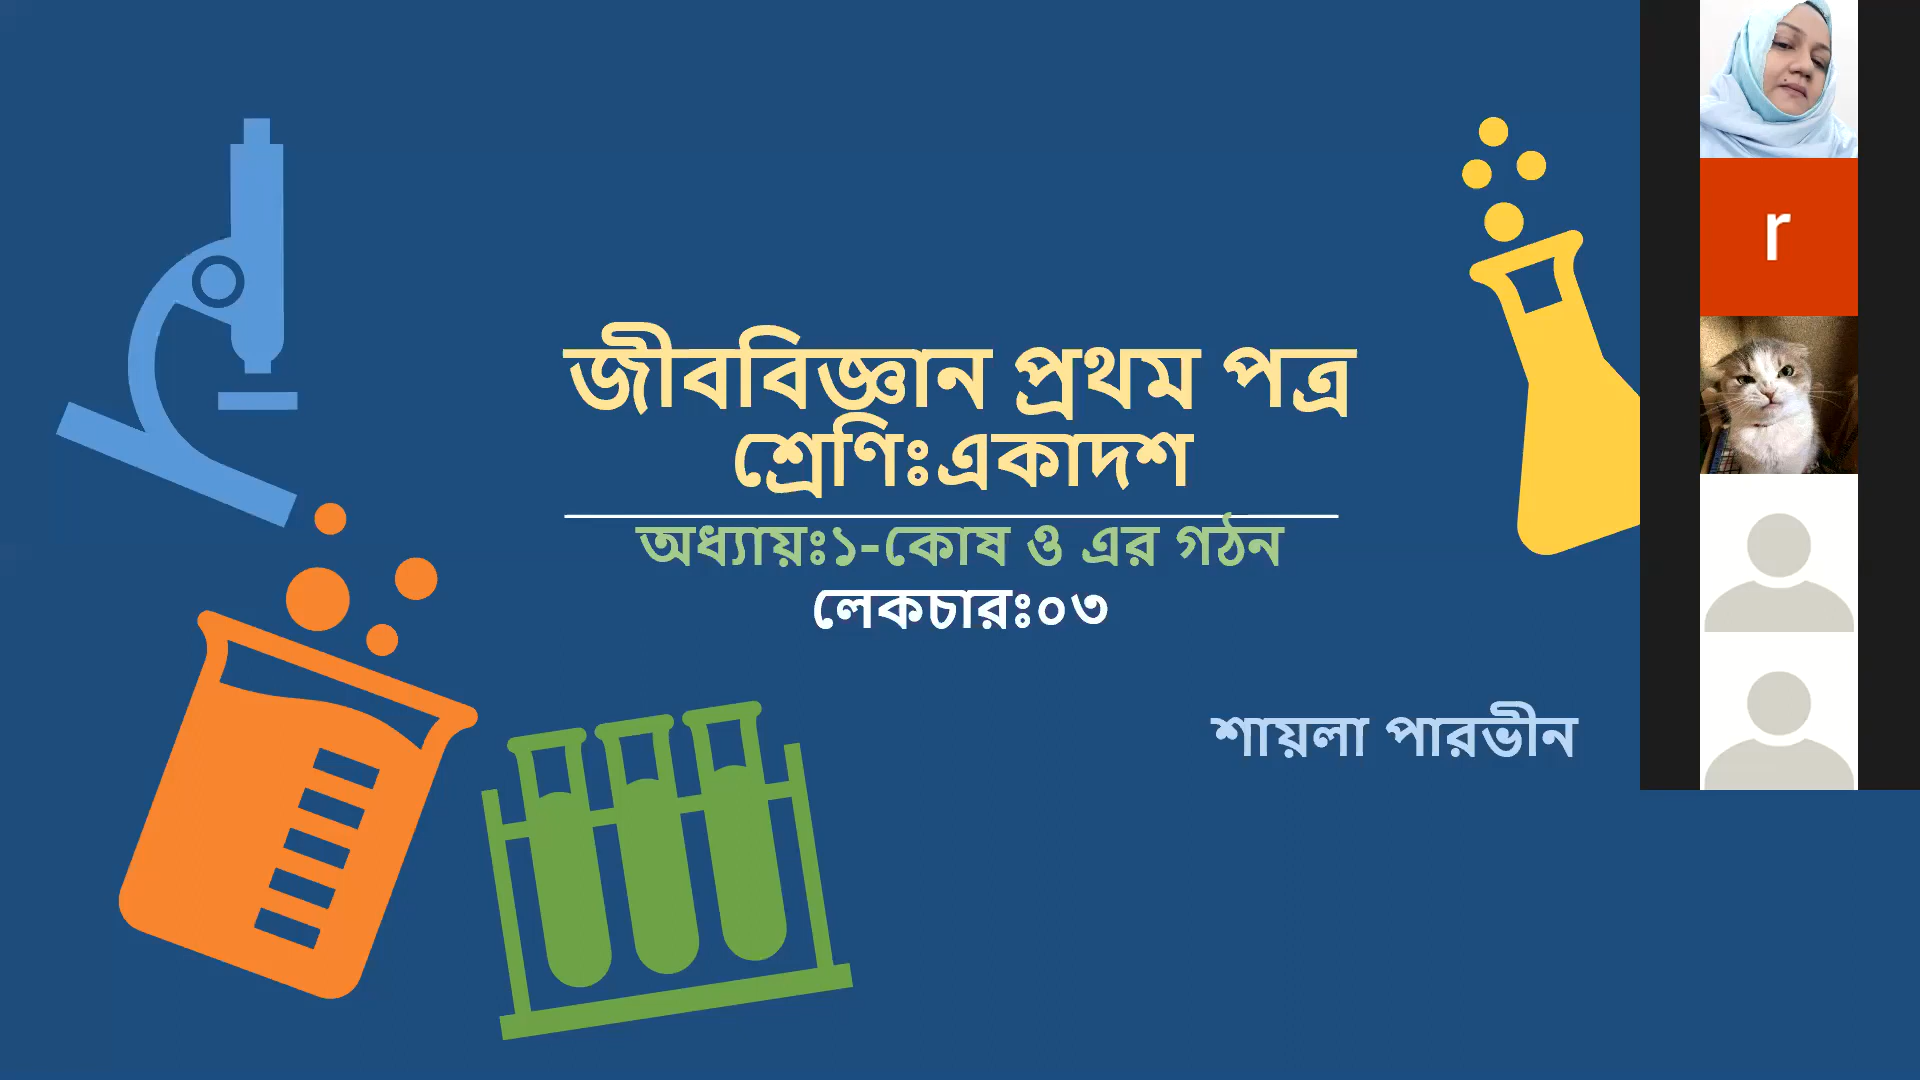 জীববিজ্ঞান প্রথম পত্র
শ্রেণিঃএকাদশ
অধ্যায়ঃ১-কোষ ও এর গঠন
লেকচারঃ০৩
শায়লা পারভীন
r